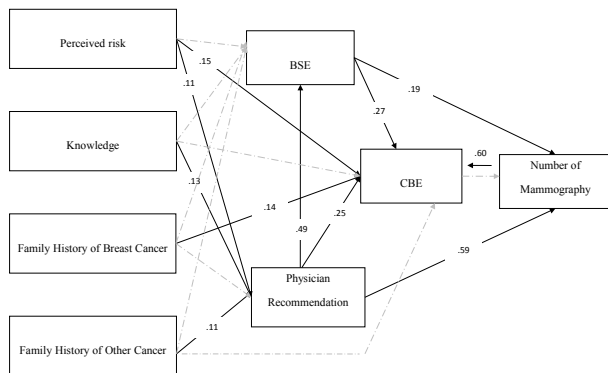 Perceived risk
BSE
.15
.11
.19
.27
Knowledge
.60
Number of
Mammography
CBE
.13
.14
.25
Family History of Breast Cancer
.49
.59
Physician
Recommendation
.11
Family History of Other Cancer